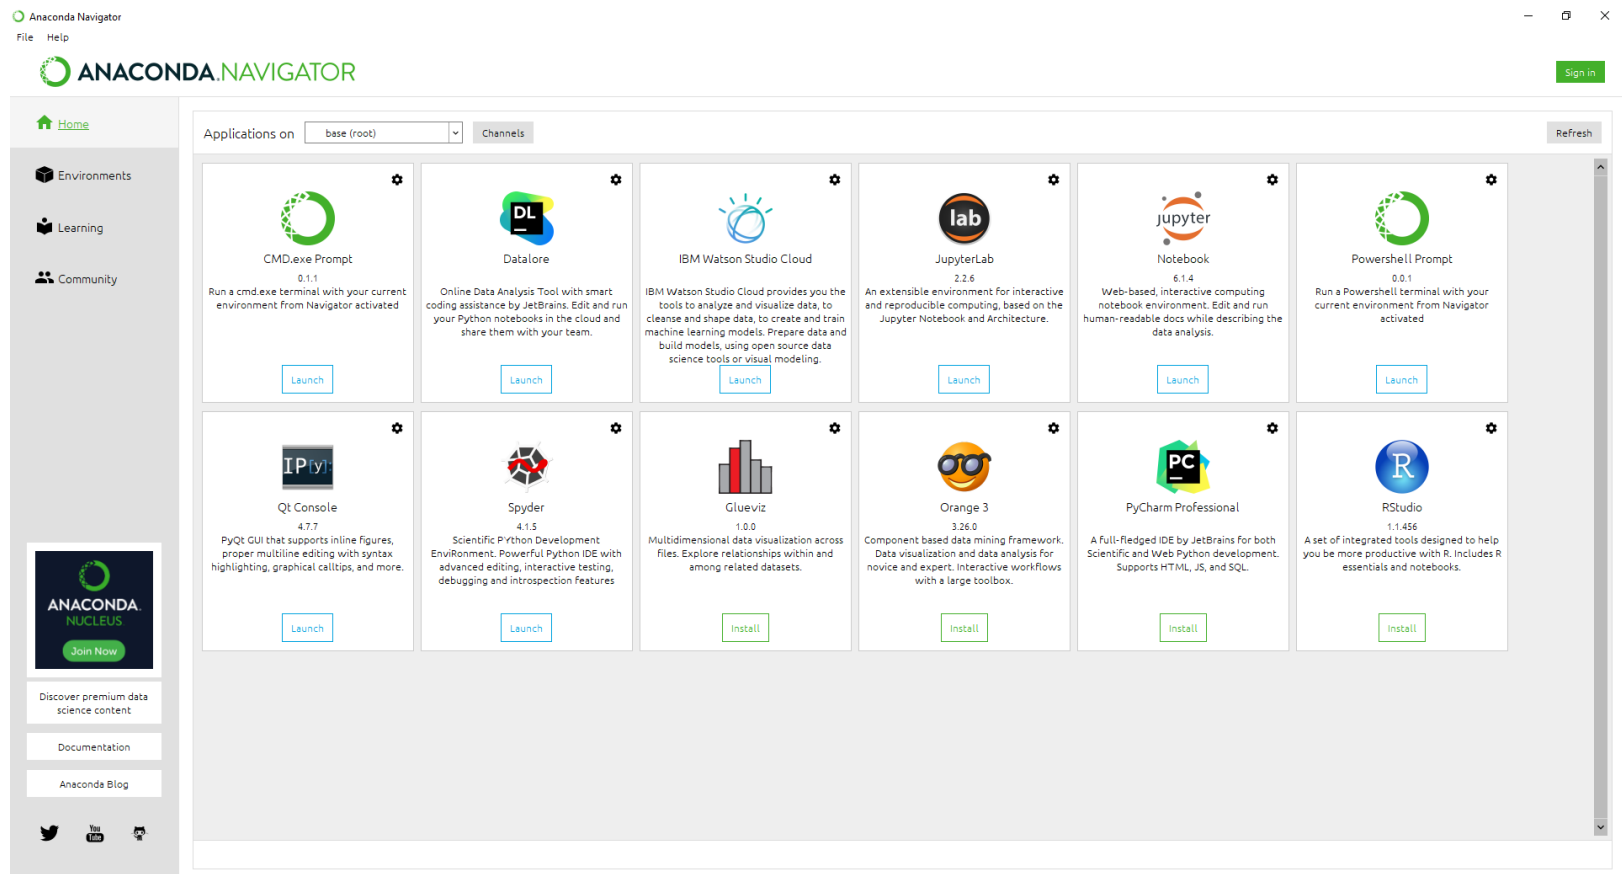 Anaconda Navigator
File Help
ANACONDA.NAVIGATOR
Sign in
Home
Environments
Learning
Community
ANACONDA.
NUCLEUS
Join Now
Discover premium data
science content
Documentation
Anaconda Blog
You
Tube
Applications on base (root) Channels Refresh
CMD.exe Prompt
0.1.1
Run a cmd.exe terminal with your current
environment from Navigator activated
Launch
DL
Datalore
Online Data Analysis Tool with smart
coding assistance by JetBrains. Edit and run
your Python notebooks in the cloud and
share them with your team.
Launch
IBM Watson Studio Cloud
IBM Watson Studio Cloud provides you the
tools to analyze and visualize data, to
cleanse and shape data, to create and train
machine learning models. Prepare data and
build models, using open source data
science tools or visual modeling.
Launch
lab
JupyterLab
2.2.6
An extensible environment for interactive
and reproducible computing, based on the
Jupyter Notebook and Architecture.
Launch
jupyter
Notebook
6.1.4
Web-based, interactive computing
notebook environment. Edit and run
human-readable docs while describing the
data analysis.
Launch
Powershell Prompt
0.0.1
Run a Powershell terminal with your
current environment from Navigator
activated
Launch
IP[y]:
Qt Console
4.7.7
PyQt GUI that supports inline figures,
proper multiline editing with syntax
highlighting, graphical calltips, and more.
Launch
Spyder
4.1.5
Scientific PYthon Development
EnviRonment. Powerful Python IDE with
advanced editing, interactive testing,
debugging and introspection features
Launch
Glueviz
1.0.0
Multidimensional data visualization across
files. Explore relationships within and
among related datasets.
Install
Orange 3
3.26.0
Component based data mining framework.
Data visualization and data analysis for
novice and expert. Interactive workflows
with a large toolbox.
Install
PC
PyCharm Professional
A full-fledged IDE by JetBrains for both
Scientific and Web Python development.
Supports HTML, JS, and SQL.
Install
R
RStudio
1.1.456
A set of integrated tools designed to help
you be more productive with R. Includes R
essentials and notebooks.
Install